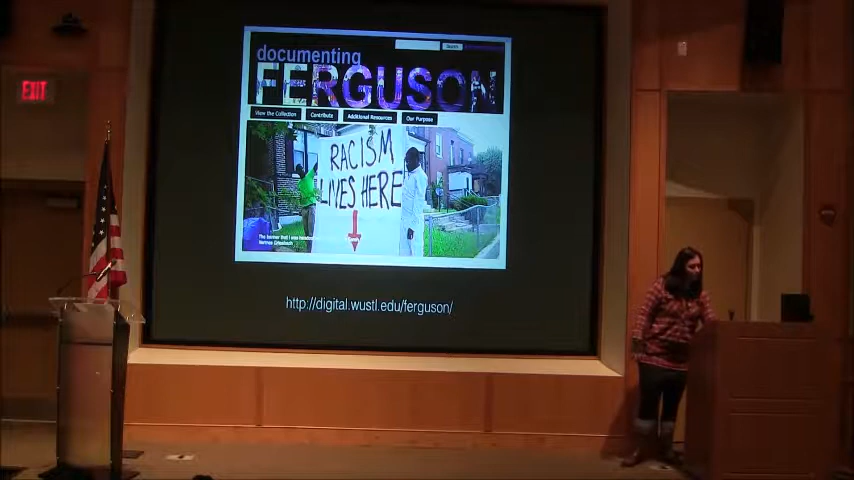 EXIT
documenting
Search
FERGUSON
View the Collection
Contribute
Additional Resources
Our Purpose
RACISM
LIVES HERE
http://digital.wustl.edu/ferguson/